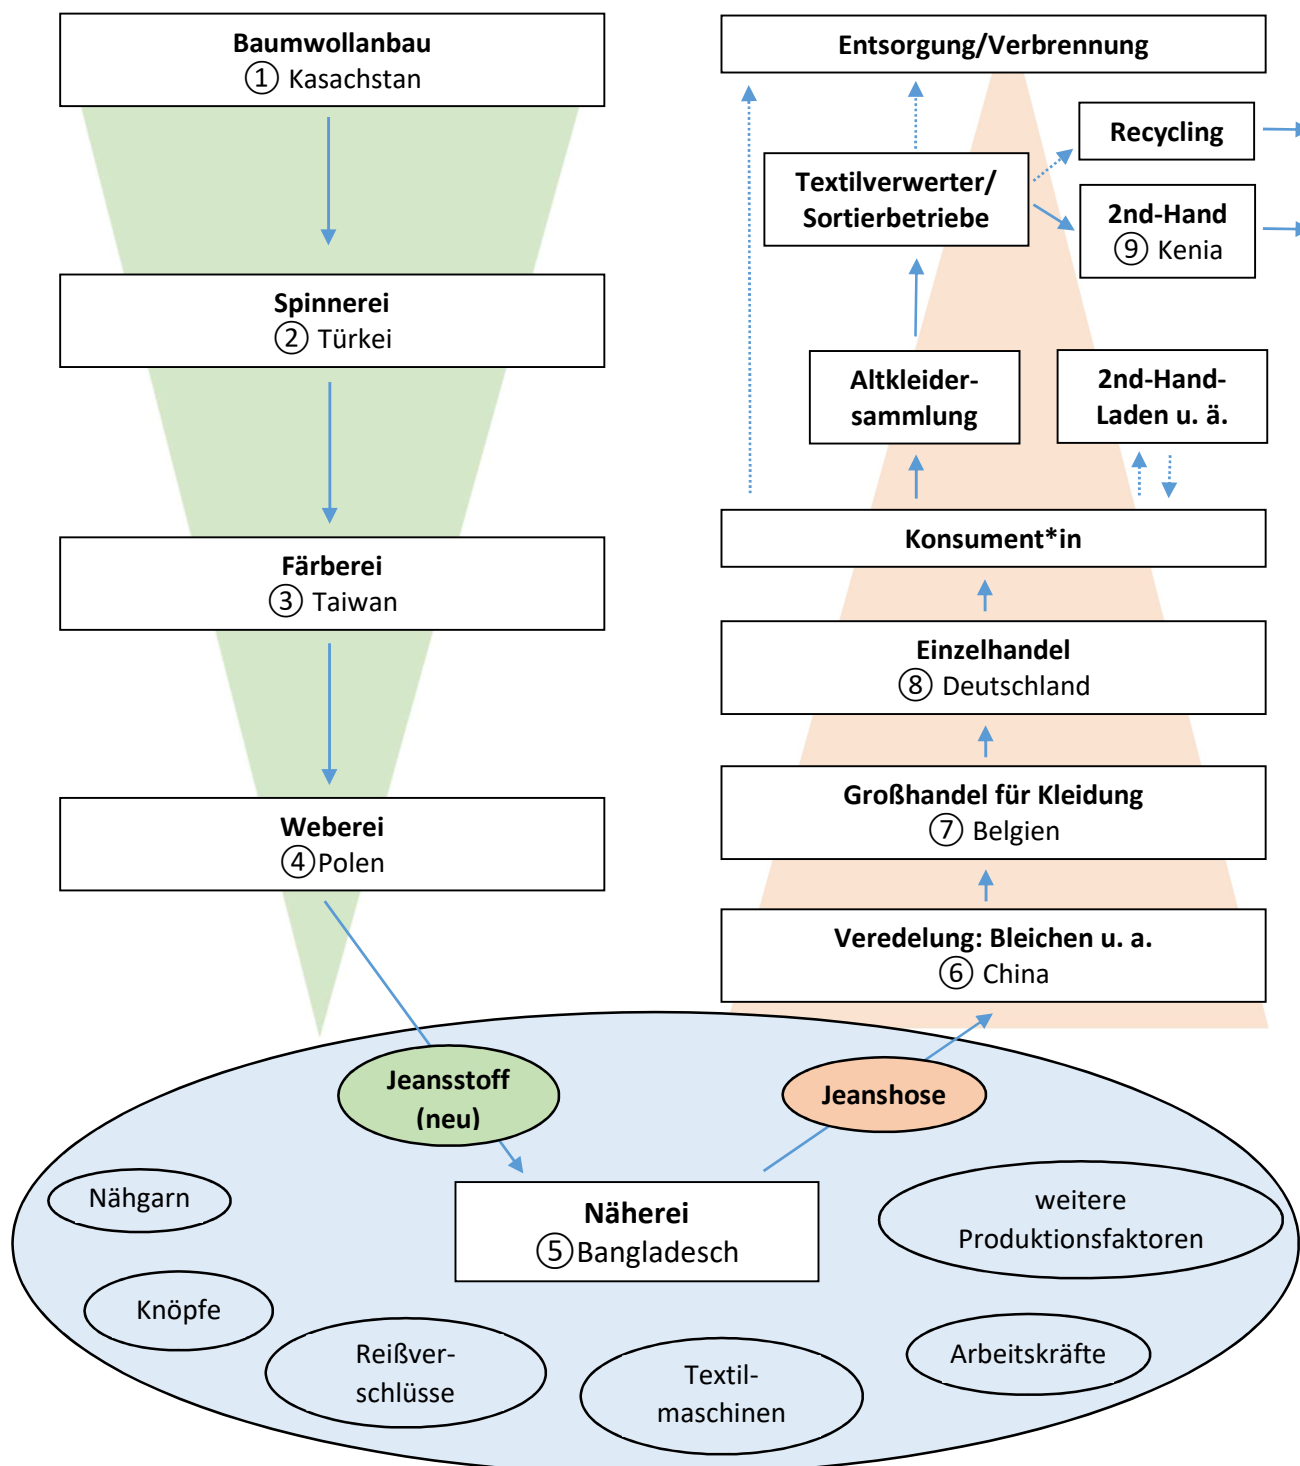 Baumwollanbau
① Kasachstan
Spinnerei
② Türkei
Färberei
③ Taiwan
Weberei
④Polen
Entsorgung/Verbrennung
Recycling
Textilverwerter/
Sortierbetriebe
2nd-Hand
⑨ Kenia
Altkleider-
sammlung
2nd-Hand-
Laden u. ä.
Konsument*in
Einzelhandel
⑧ Deutschland
Großhandel für Kleidung
⑦ Belgien
Veredelung: Bleichen u. a.
⑥ China
Jeansstoff
(neu)
Jeanshose
Näherei
⑤Bangladesch
Nähgarn
Knöpfe
Reißver-
schlüsse
Textil-
maschinen
Arbeitskräfte
weitere
Produktionsfaktoren